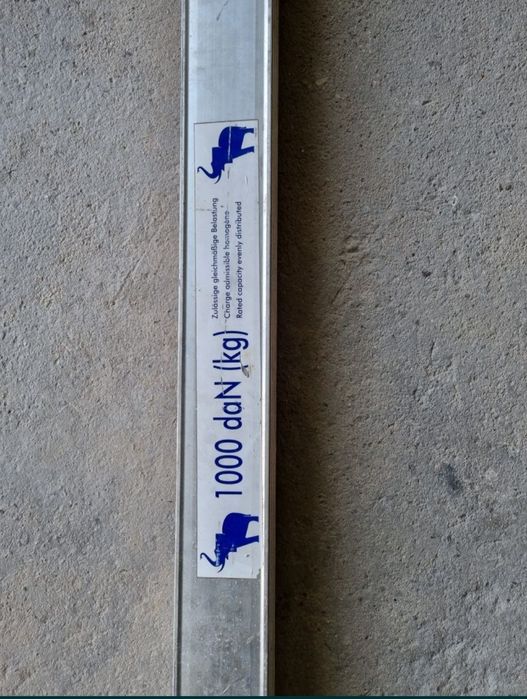 1000 daN (kg)
Zulässige gleichmäßige Belastung
Charge admissible homogène
Rated capacity evenly distributed